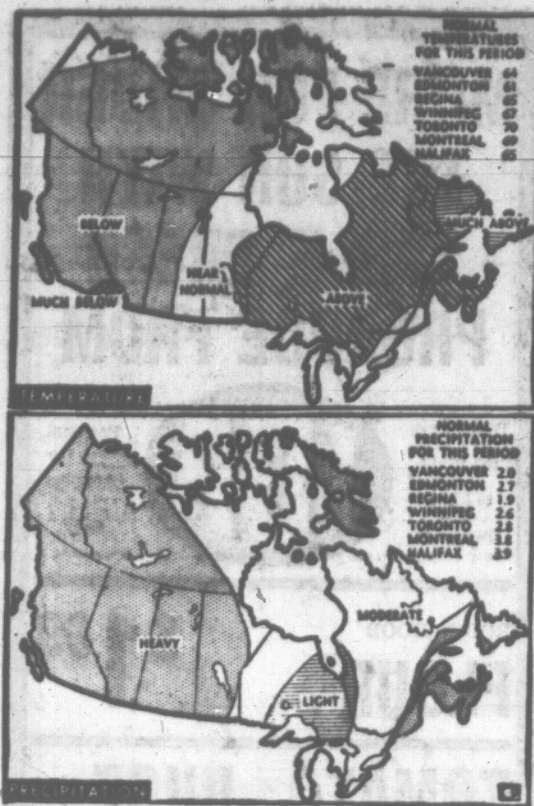 NORMAL
TEMPERATURES
FOR THIS PERIOD
VANCOUVER 64
EDMONTON 61
REGINA 65
WINNIPEG 67
TORONTO 70
MONTREAL 69
HALIFAX 65
BELOW
MUCH ABOVE
NEAR
NORMAL
MUCH BELOW
ABOVE
TEMPERATURE
NORMAL
PRECIPITATION
FOR THIS PERIOD
VANCOUVER 2.0
EDMONTON 2.7
REGINA 1.9
WINNIPEG 2.6
TORONTO 2.8
MONTREAL 3.8
HALIFAX 2.9
MODERATE
HEAVY
LIGHT
PRECIPITATION